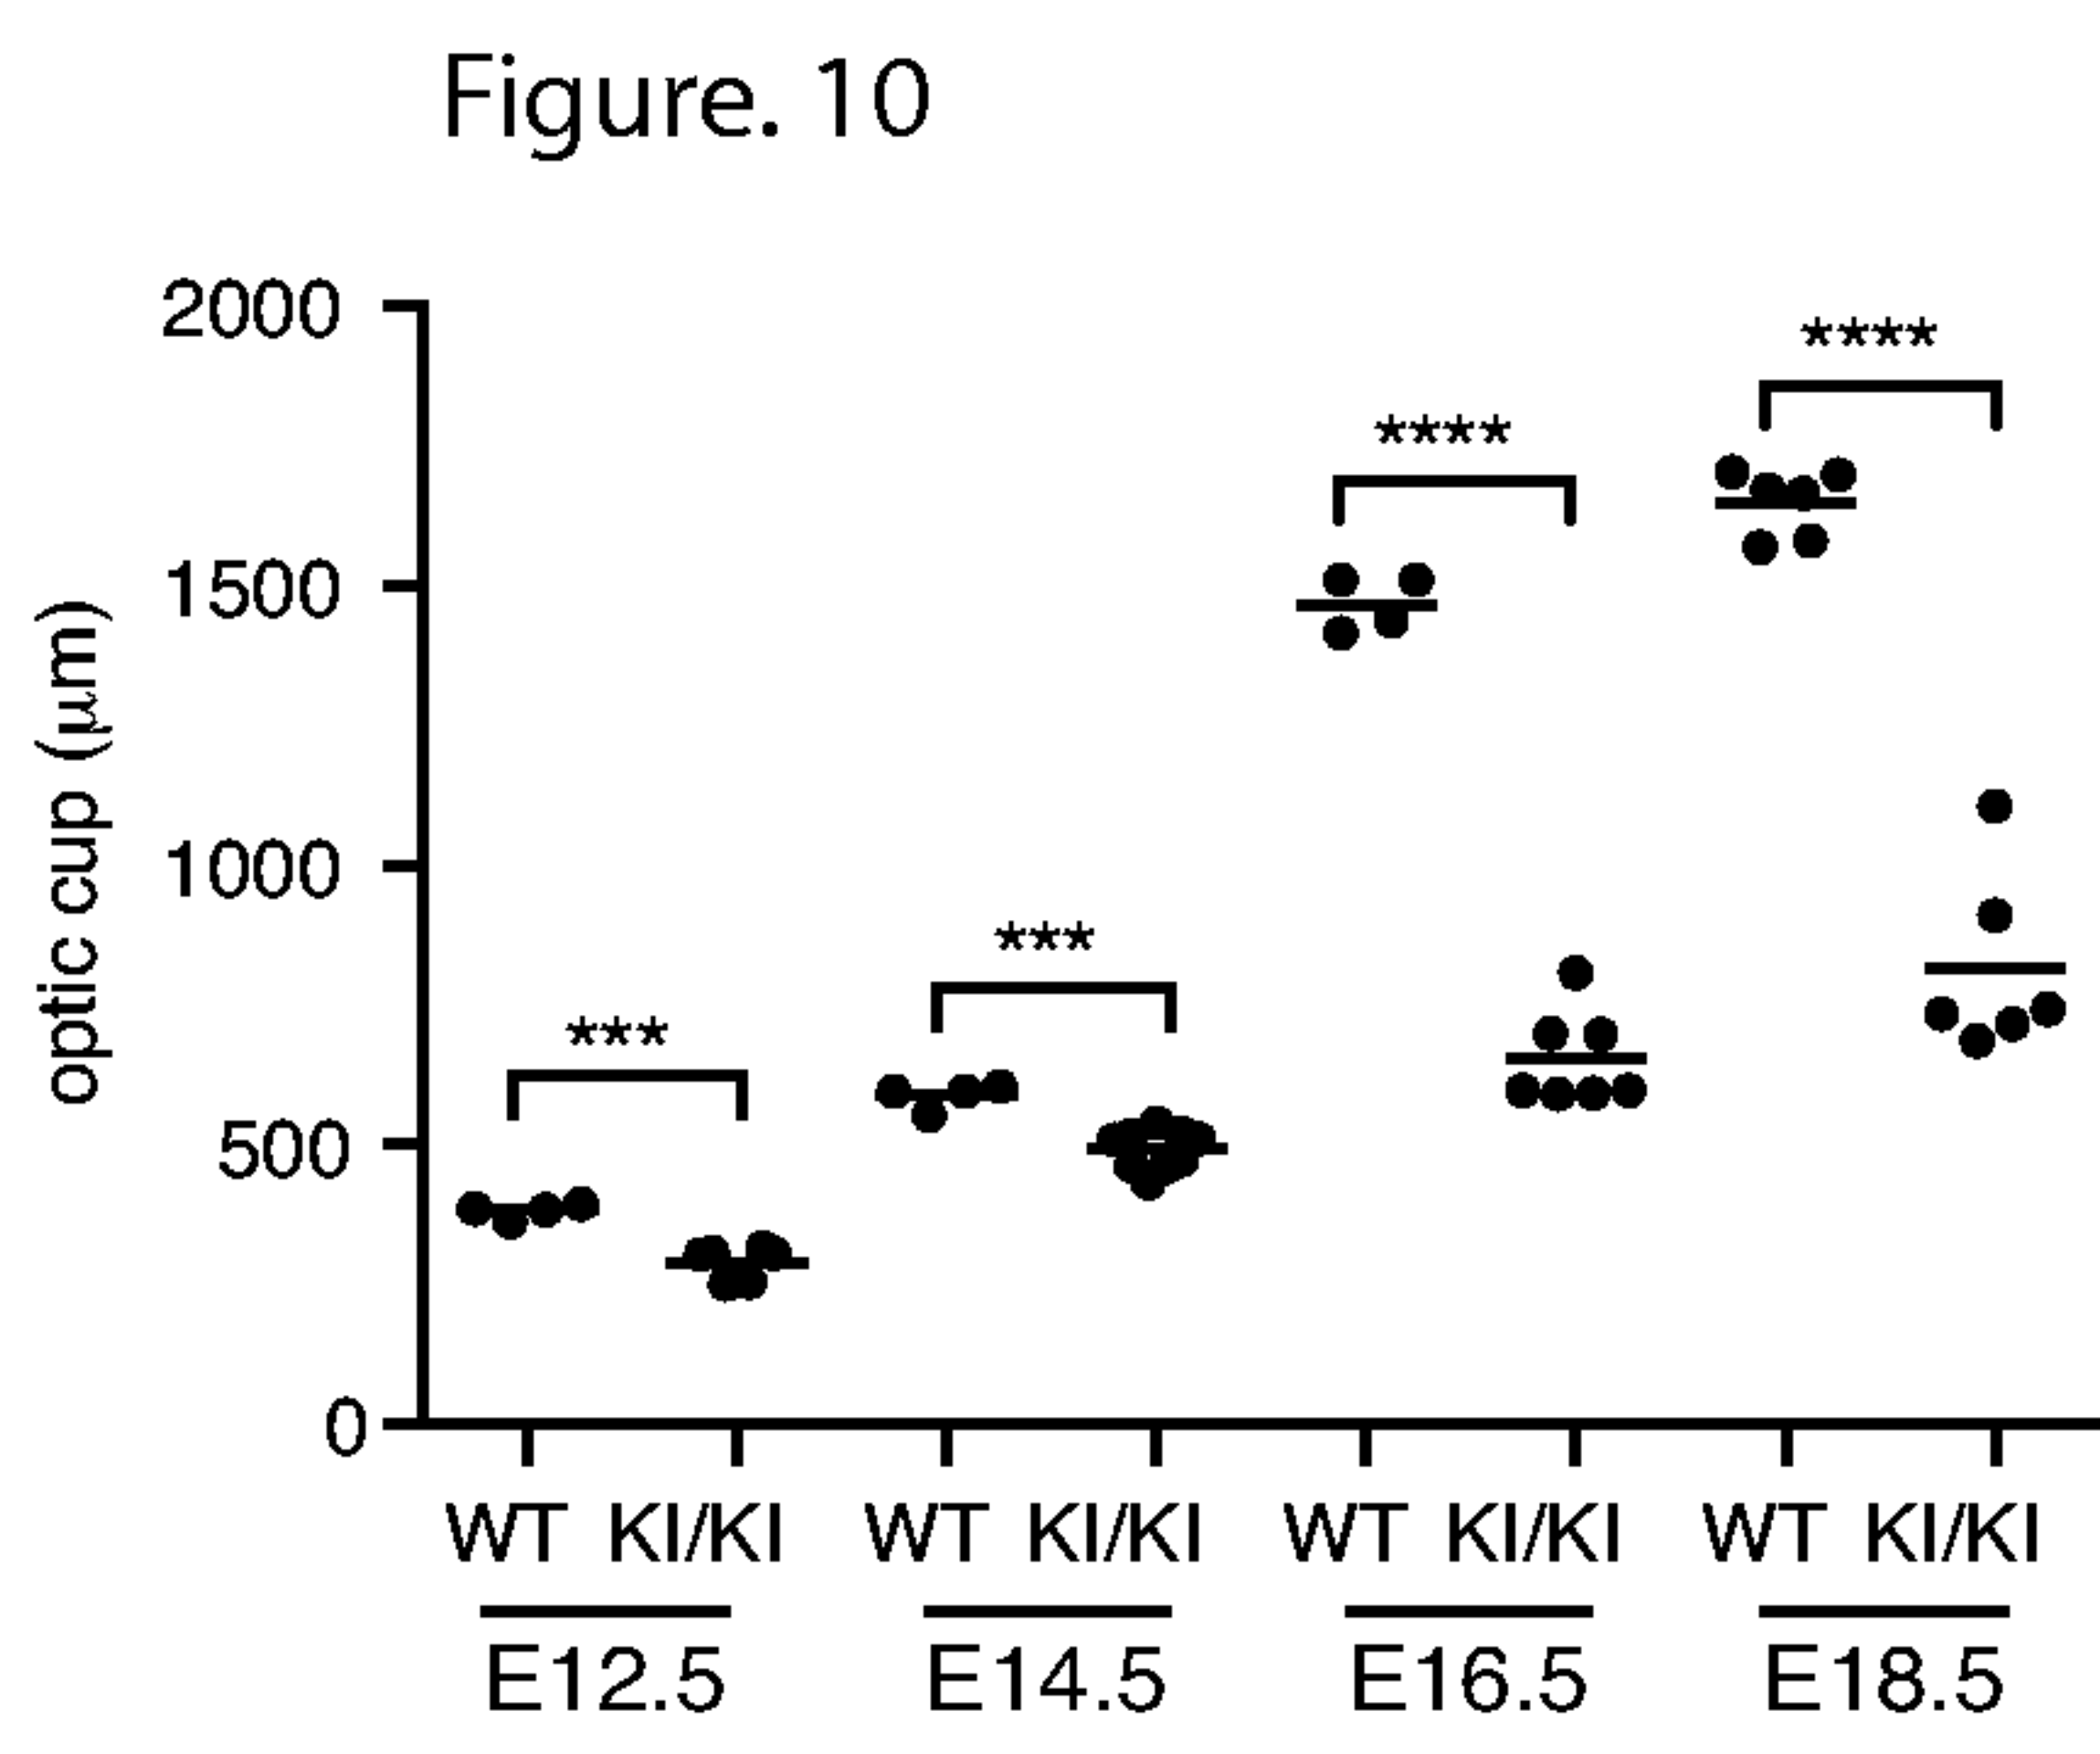 Figure. 10
2000
1500
1000
500
0
optic cup (μm)
***
***
****
****
WT KI/KI WT KI/KI WT KI/KI WT KI/KI
E12.5 E14.5 E16.5 E18.5